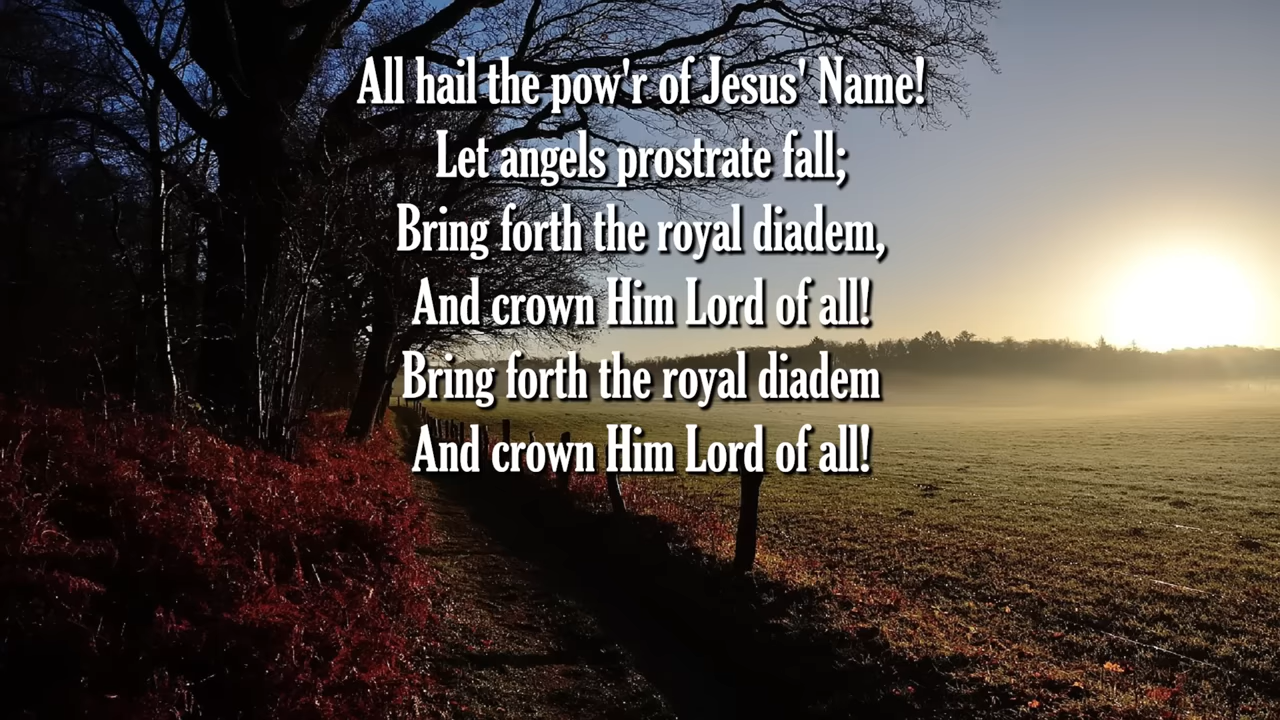 All hail the pow'r of Jesus' Name!
Let angels prostrate fall;
Bring forth the royal diadem,
And crown Him Lord of all!
Bring forth the royal diadem
And crown Him Lord of all!